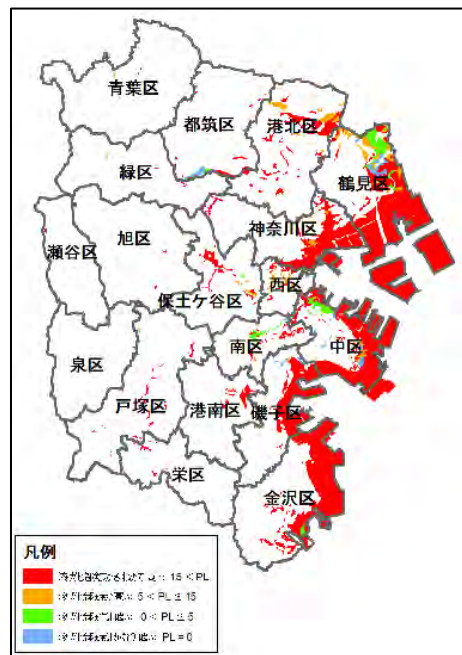 青葉区
都筑区
港北区
緑区
鶴見区
神奈川区
瀬谷区
旭区
保土ケ谷区
西区
中区
南区
泉区
戸塚区
港南区
磯子区
栄区
金沢区
凡例
15 < PL
5 < PL ≤ 15
0 < PL ≤ 5
PL = 0